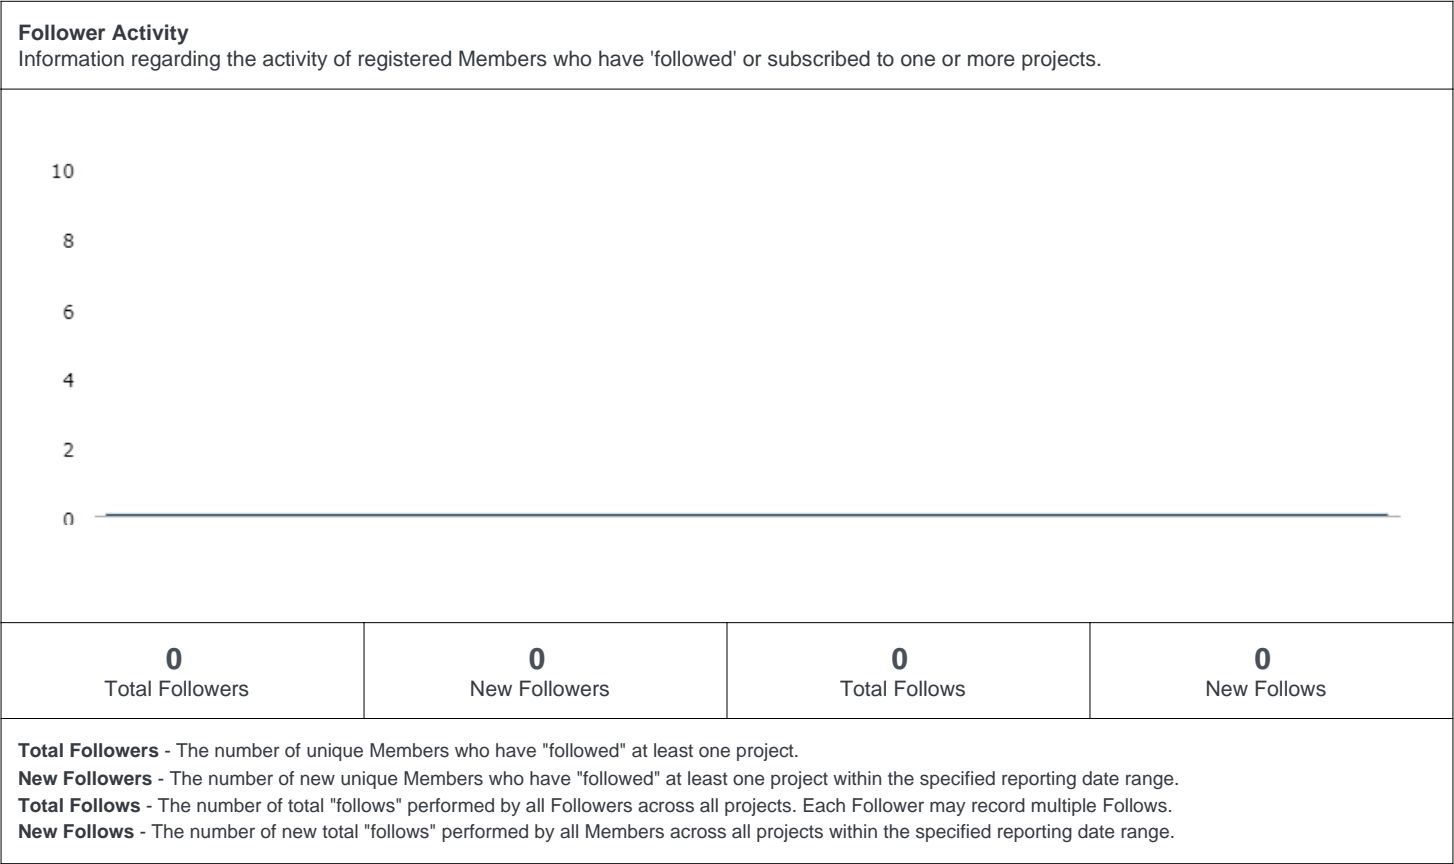 Follower Activity
Information regarding the activity of registered Members who have 'followed' or subscribed to one or more projects.
10
8
6
4
2
0
0
Total Followers
0
New Followers
0
Total Follows
0
New Follows
Total Followers - The number of unique Members who have "followed" at least one project.
New Followers - The number of new unique Members who have "followed" at least one project within the specified reporting date range.
Total Follows - The number of total "follows" performed by all Followers across all projects. Each Follower may record multiple Follows.
New Follows - The number of new total "follows" performed by all Members across all projects within the specified reporting date range.